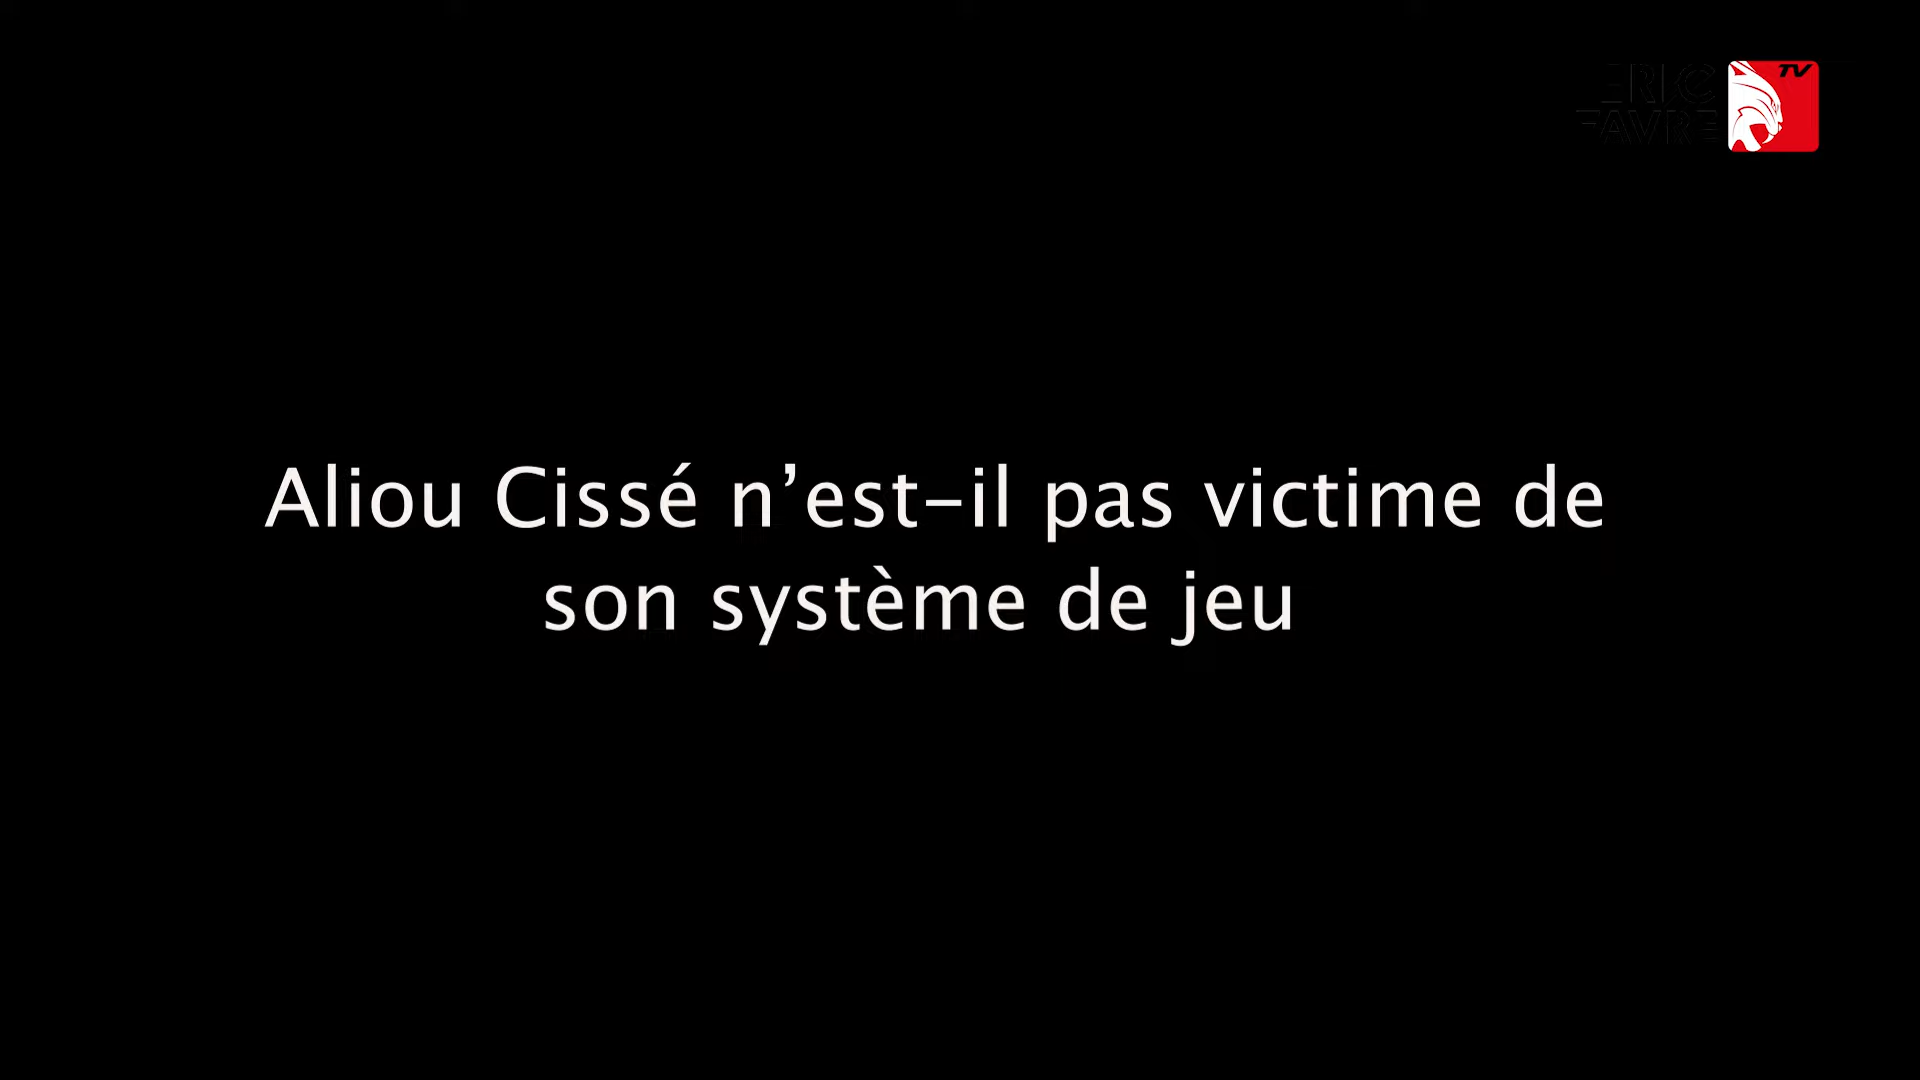 TV
ERIC
FAVRE
Aliou Cissé n’est-il pas victime de
son système de jeu